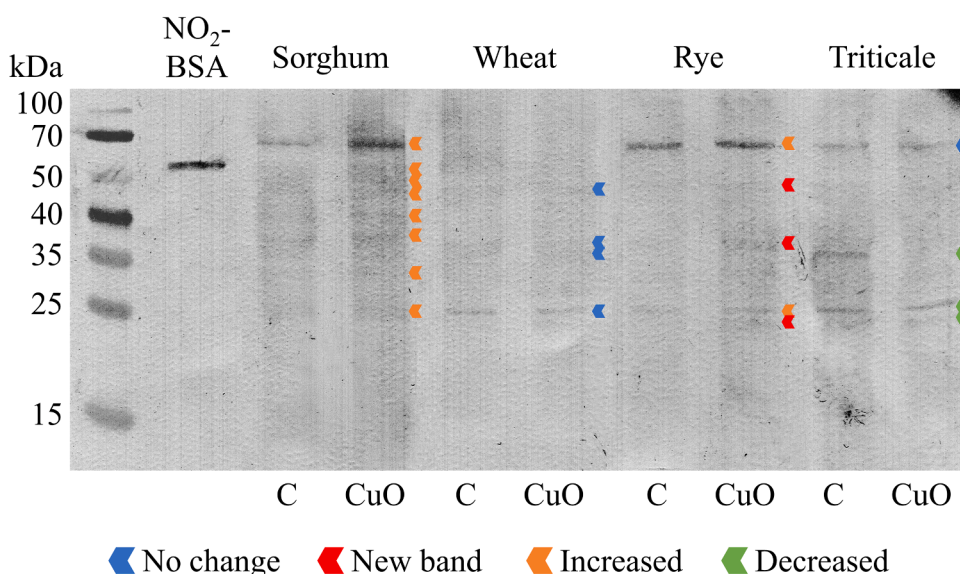 NO₂-
BSA
kDa
Sorghum
Wheat
Rye
Triticale
100
70
50
40
35
25
15
C
CuO
C
CuO
C
CuO
C
CuO
No change
New band
Increased
Decreased